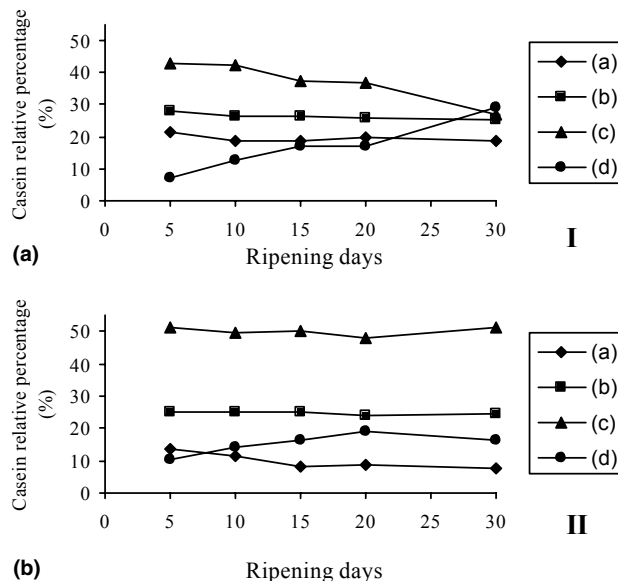 Casein relative percentage
(%)
50
40
30
20
10
0
0 5 10 15 20 25 30
Ripening days
(a)
(a)
(b)
(c)
(d)
I
Casein relative percentage
(%)
50
40
30
20
10
0
0 5 10 15 20 25 30
Ripening days
(b)
(a)
(b)
(c)
(d)
II